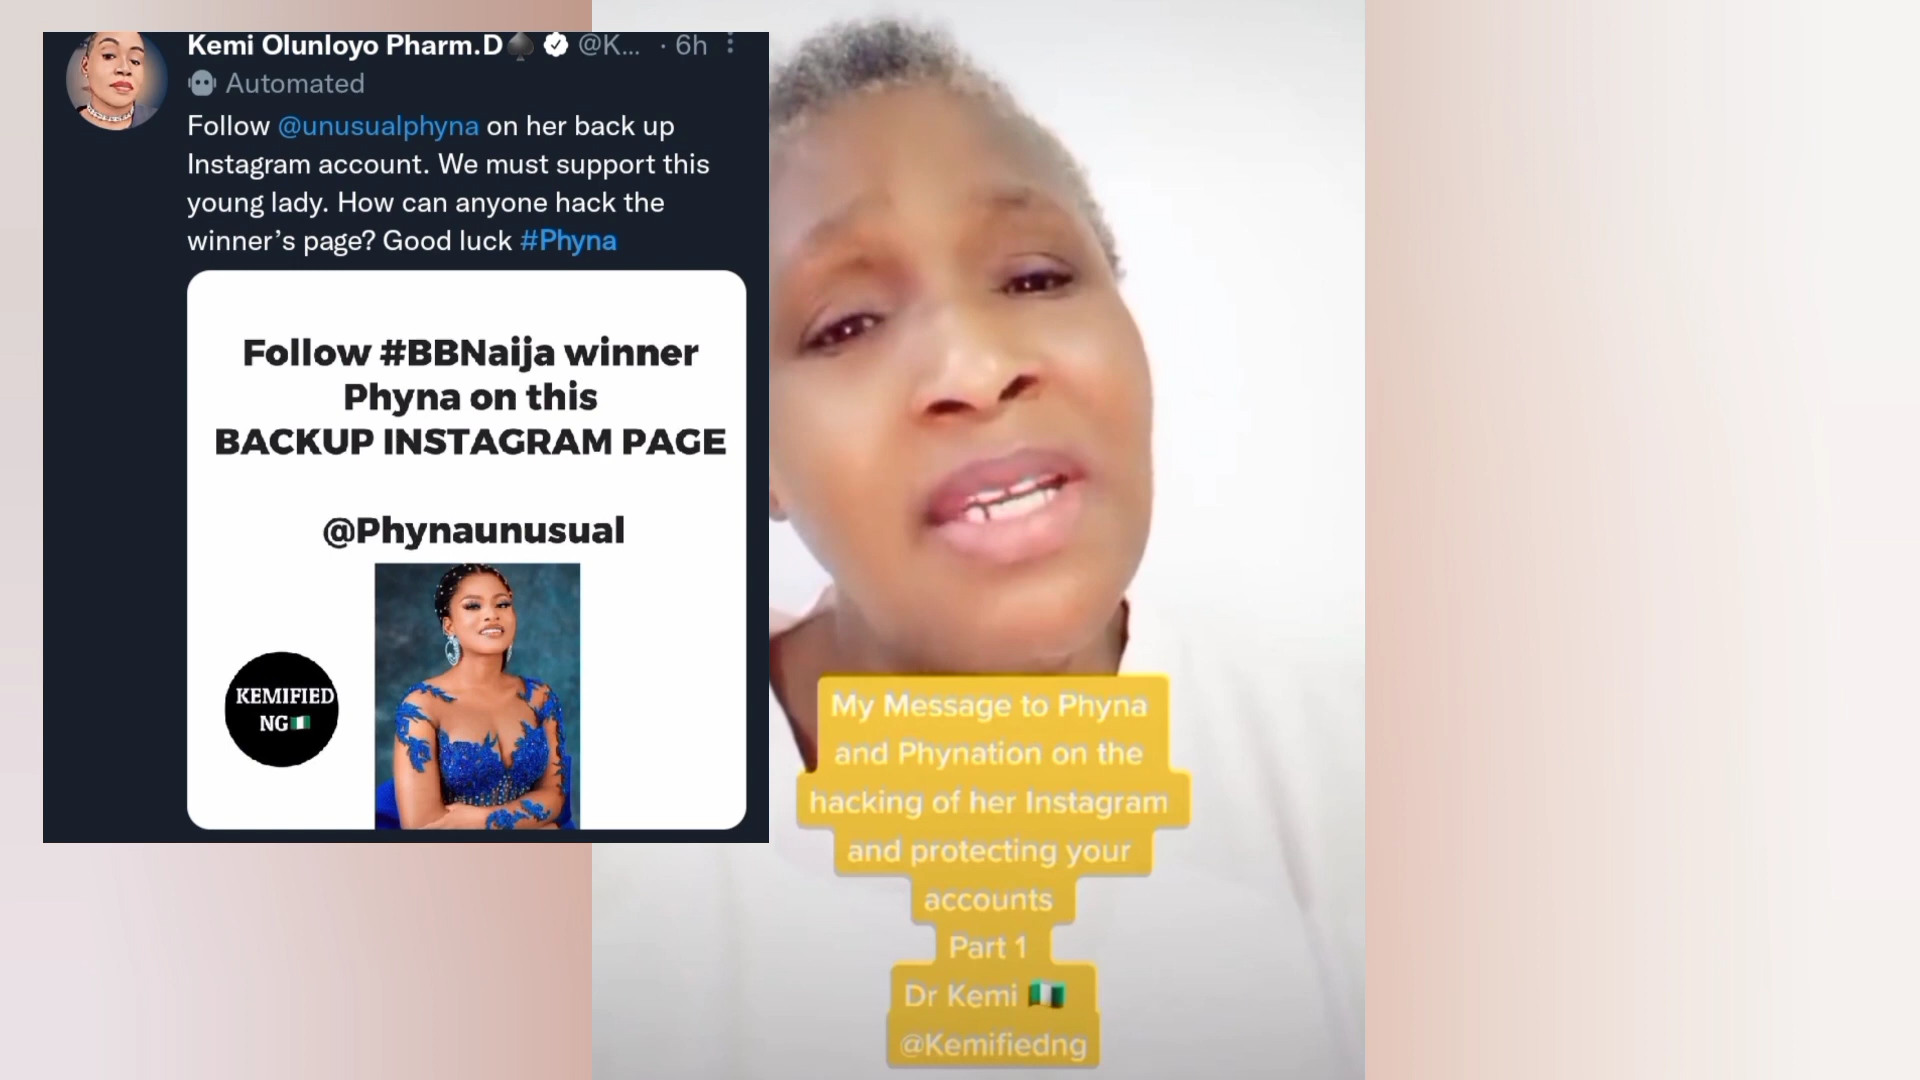 Kemi Olunloyo Pharm.D♠ @K... · 6h
Automated
Follow @unusualphyna on her back up
Instagram account. We must support this
young lady. How can anyone hack the
winner’s page? Good luck #Phyna
Follow #BBNaija winner
Phyna on this
BACKUP INSTAGRAM PAGE
@Phynaunusual
KEMIFIED
NG🇳🇬
My Message to Phyna
and Phynation on the
hacking of her Instagram
and protecting your
accounts
Part 1
Dr Kemi 🇳🇬
@Kemifiedng